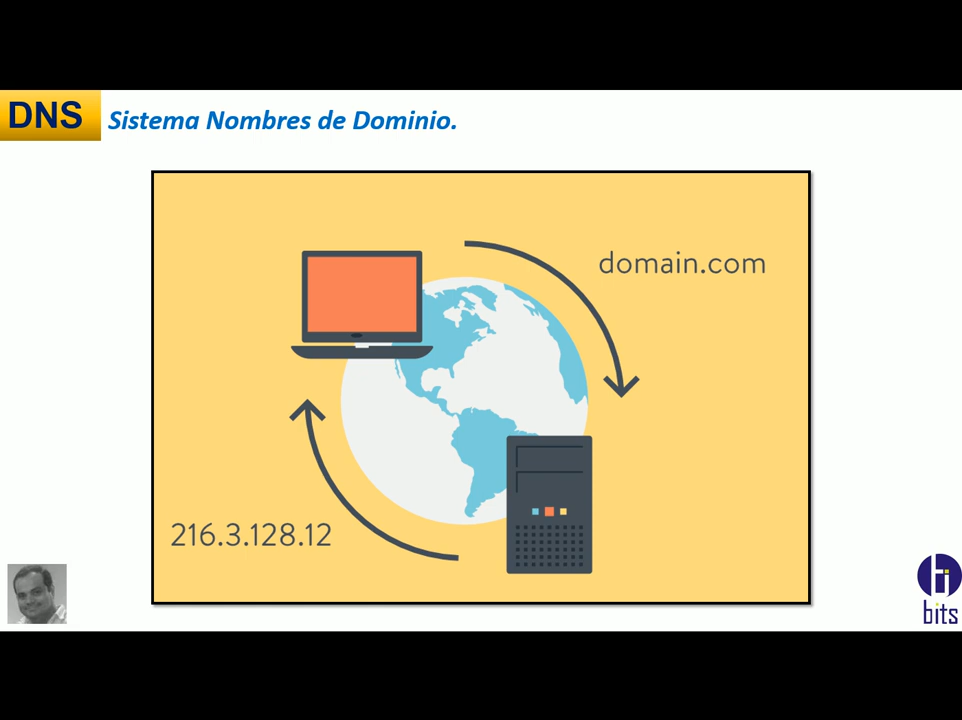 DNS
Sistema Nombres de Dominio.
domain.com
216.3.128.12
bits